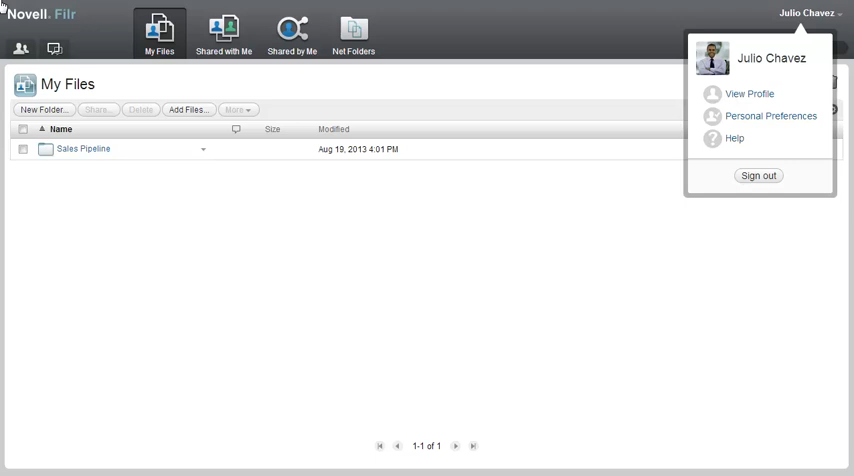 Novell. Filr
Julio Chavez
My Files
Shared with Me
Shared by Me
Net Folders
Julio Chavez
View Profile
Personal Preferences
Help
Sign out
My Files
New Folder... Share... Delete Add Files... More
Name Size Modified
Sales Pipeline Aug 19, 2013 4:01 PM
1-1 of 1